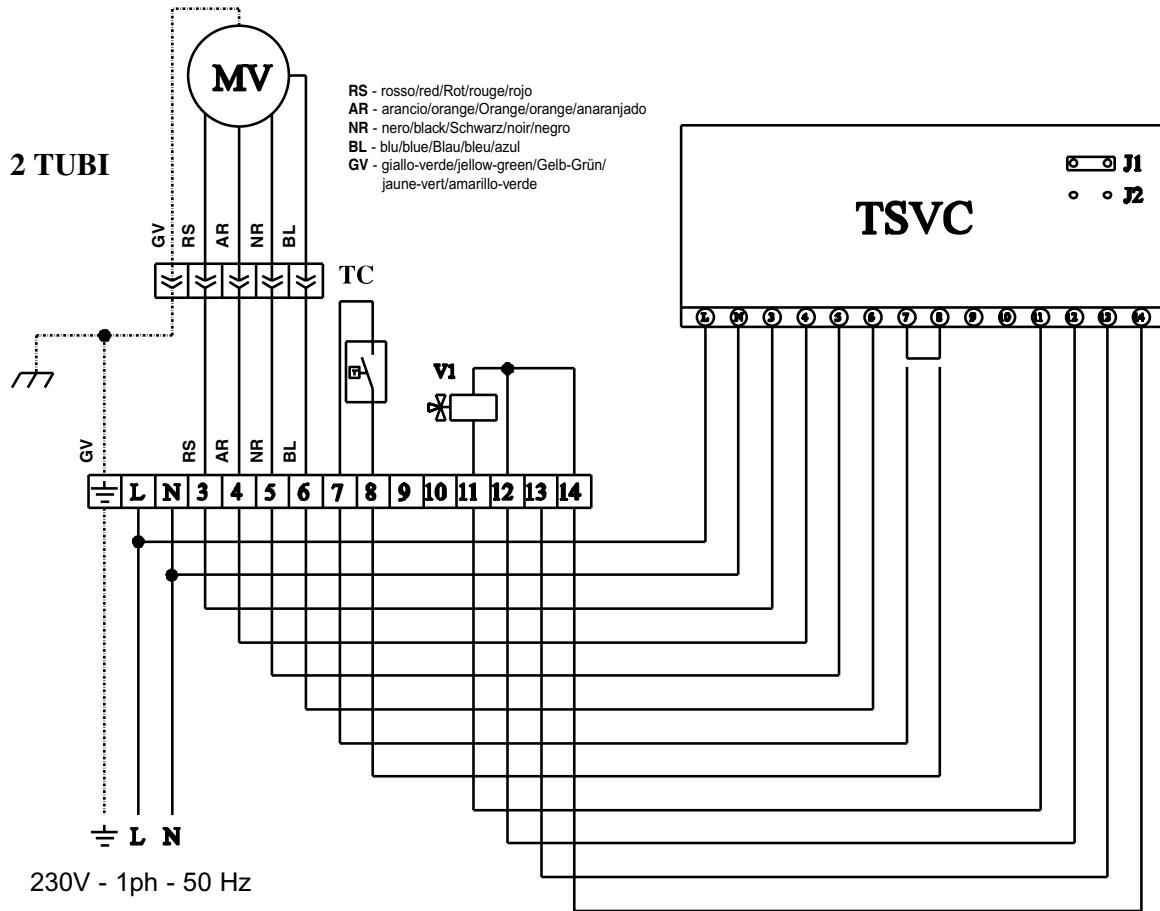 MV
RS - rosso/red/Rot/rouge/rojo
AR - arancio/orange/Orange/orange/anaranjado
NR - nero/black/Schwarz/noir/negro
BL - blu/blue/Blau/bleu/azul
GV - giallo-verde/jellow-green/Gelb-Grün/
jaune-vert/amarillo-verde
2 TUBI
J1
J2
TSVC
GV RS AR NR BL
TC
L N 3 4 5 6 7 8 9 10 11 12 13 14
T
V1
GV RS AR NR BL
L N 3 4 5 6 7 8 9 10 11 12 13 14
L N
230V - 1ph - 50 Hz